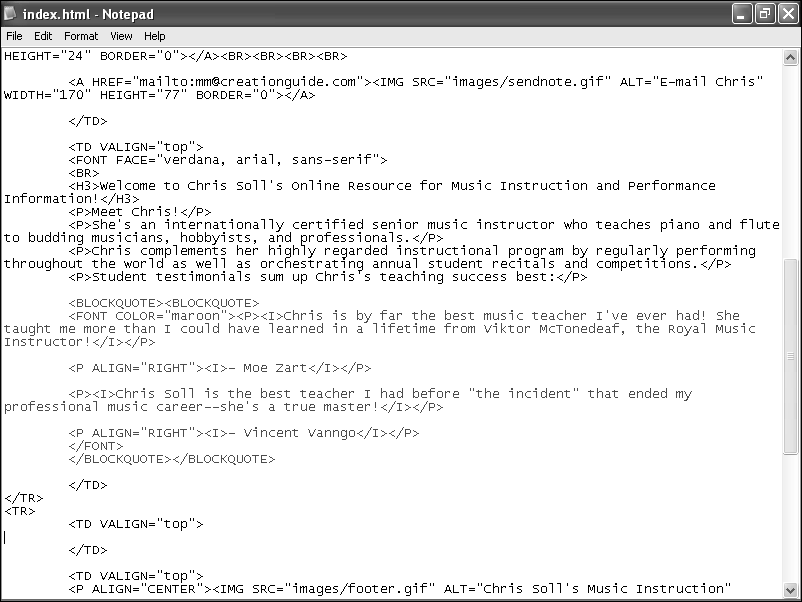 index.html - Notepad
File Edit Format View Help
HEIGHT="24" BORDER="0"></A><BR><BR><BR><BR>
<A HREF="mailto:mm@creationguide.com"><IMG SRC="images/sendnote.gif" ALT="E-mail Chris"
WIDTH="170" HEIGHT="77" BORDER="0"></A>
</TD>
<TD VALIGN="top">
<FONT FACE="verdana, arial, sans-serif">
<BR>
<H3>Welcome to Chris Soll's Online Resource for Music Instruction and Performance
Information!</H3>
<P>Meet Chris!</P>
<P>She's an internationally certified senior music instructor who teaches piano and flute
to budding musicians, hobbyists, and professionals.</P>
<P>Chris complements her highly regarded instructional program by regularly performing
throughout the world as well as orchestrating annual student recitals and competitions.</P>
<P>Student testimonials sum up Chris's teaching success best:</P>
<BLOCKQUOTE><BLOCKQUOTE>
<FONT COLOR="maroon"><P><I>Chris is by far the best music teacher I've ever had! She
taught me more than I could have learned in a lifetime from Viktor McTonedeaf, the Royal Music
Instructor!</I></P>
<P ALIGN="RIGHT"><I>- Moe Zart</I></P>
<P><I>Chris Soll is the best teacher I had before "the incident" that ended my
professional music career--she's a true master!</I></P>
<P ALIGN="RIGHT"><I>- Vincent Vanngo</I></P>
</FONT>
</BLOCKQUOTE></BLOCKQUOTE>
</TD>
</TR>
<TR>
<TD VALIGN="top">
</TD>
<TD VALIGN="top">
<P ALIGN="CENTER"><IMG SRC="images/footer.gif" ALT="Chris Soll's Music Instruction"